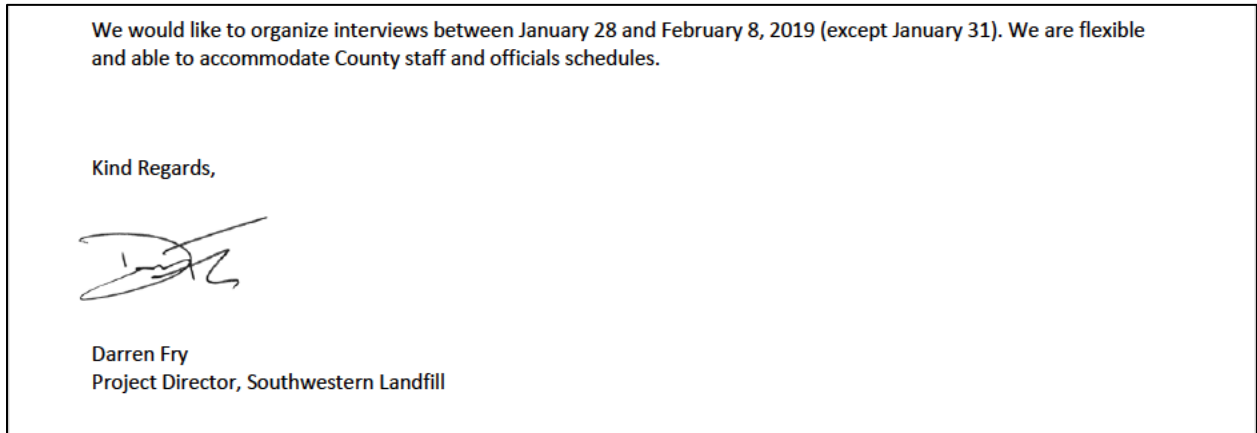 We would like to organize interviews between January 28 and February 8, 2019 (except January 31). We are flexible
and able to accommodate County staff and officials schedules.
Kind Regards,
Darren Fry
Project Director, Southwestern Landfill